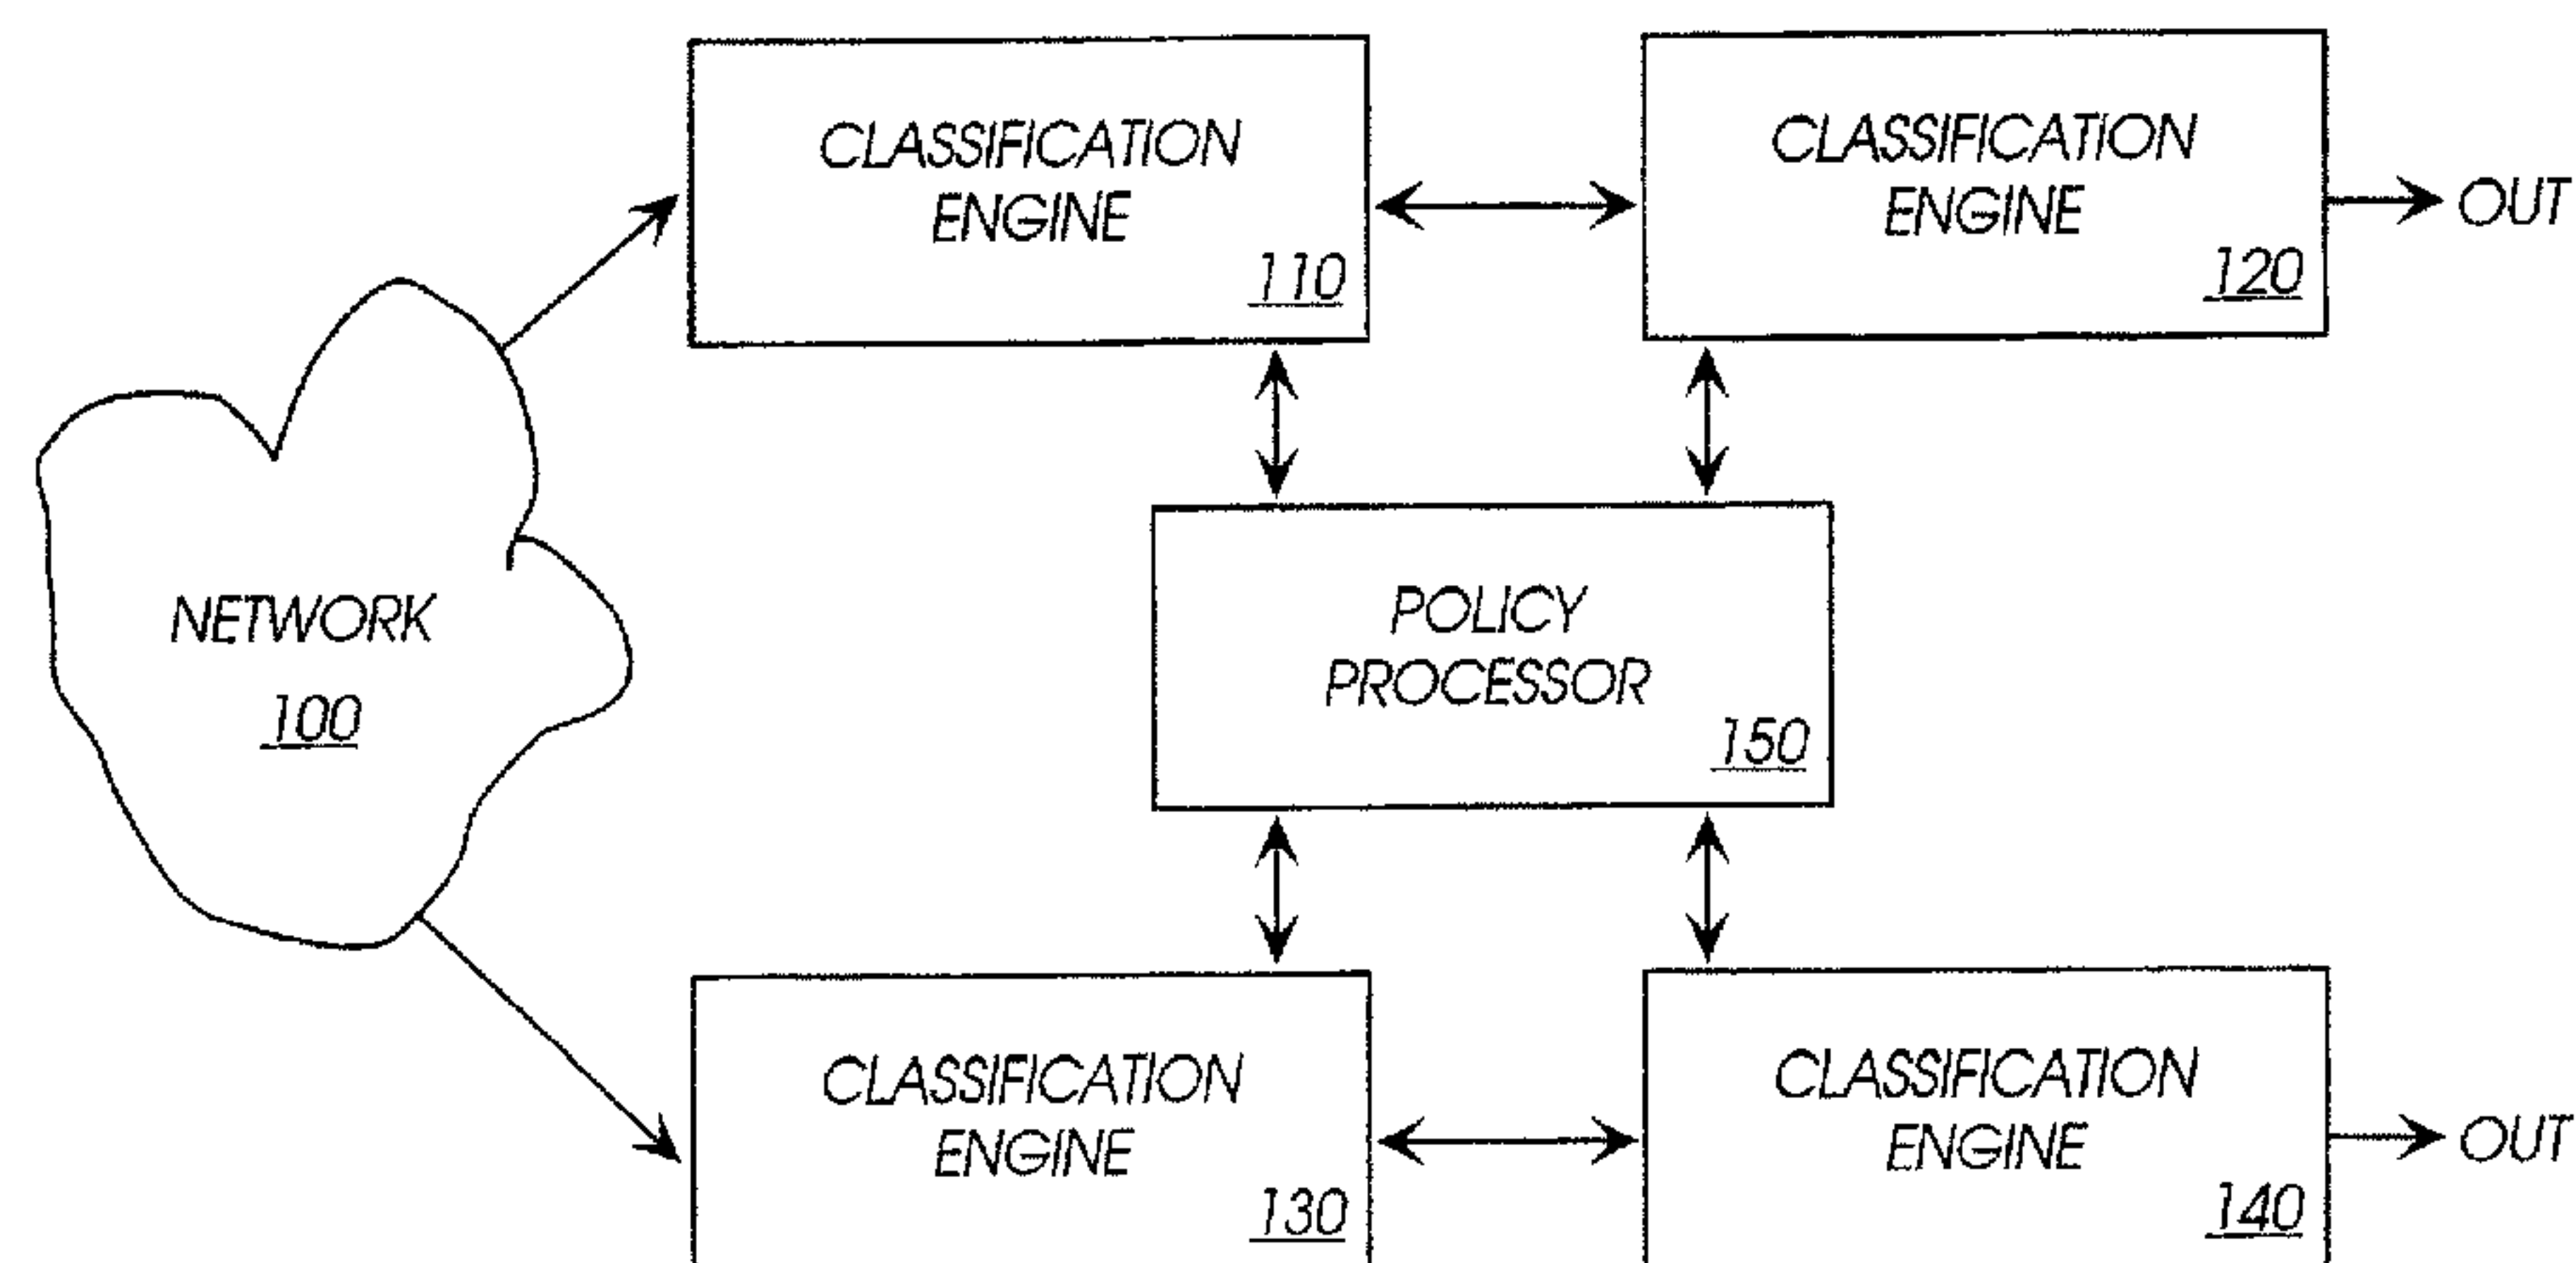 CLASSIFICATION
ENGINE
110
CLASSIFICATION
ENGINE
120
OUT
NETWORK
100
POLICY
PROCESSOR
150
CLASSIFICATION
ENGINE
130
CLASSIFICATION
ENGINE
140
OUT